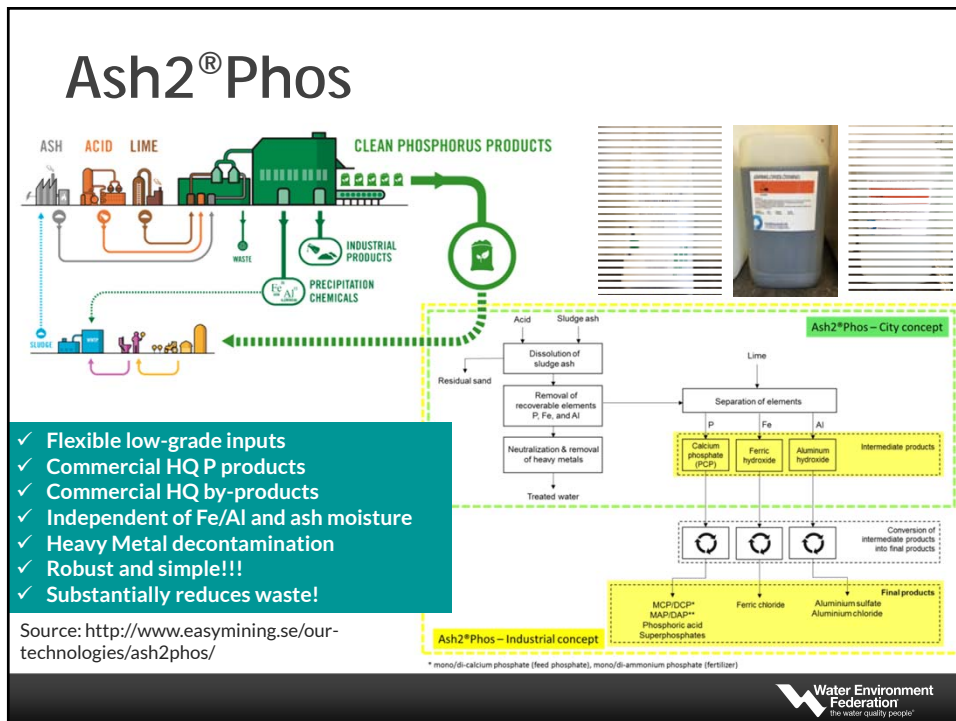 Ash2®Phos
ASH ACID LIME
CLEAN PHOSPHORUS PRODUCTS
WASTE
INDUSTRIAL
PRODUCTS
Fe Al
PRECIPITATION
CHEMICALS
SLUDGE
✓ Flexible low-grade inputs
✓ Commercial HQ P products
✓ Commercial HQ by-products
✓ Independent of Fe/Al and ash moisture
✓ Heavy Metal decontamination
✓ Robust and simple!!!
✓ Substantially reduces waste!
Source: http://www.easymining.se/our-
technologies/ash2phos/
Ash2®Phos – City concept
Acid Sludge ash
Dissolution of
sludge ash
Residual sand
Lime
Removal of
recoverable elements
P, Fe, and Al
Separation of elements
P Fe Al
Neutralization & removal
of heavy metals
Calcium
phosphate
(PCP)
Ferric
hydroxide
Aluminum
hydroxide
Intermediate products
Treated water
Conversion of
intermediate products
into final products
Final products
MCP/DCP*
MAP/DAP**
Phosphoric acid
Superphosphates
Ferric chloride
Aluminium sulfate
Aluminium chloride
Ash2®Phos – Industrial concept
* mono/di-calcium phosphate (feed phosphate), mono/di-ammonium phosphate (fertilizer)
Water Environment
Federation
the water quality people®